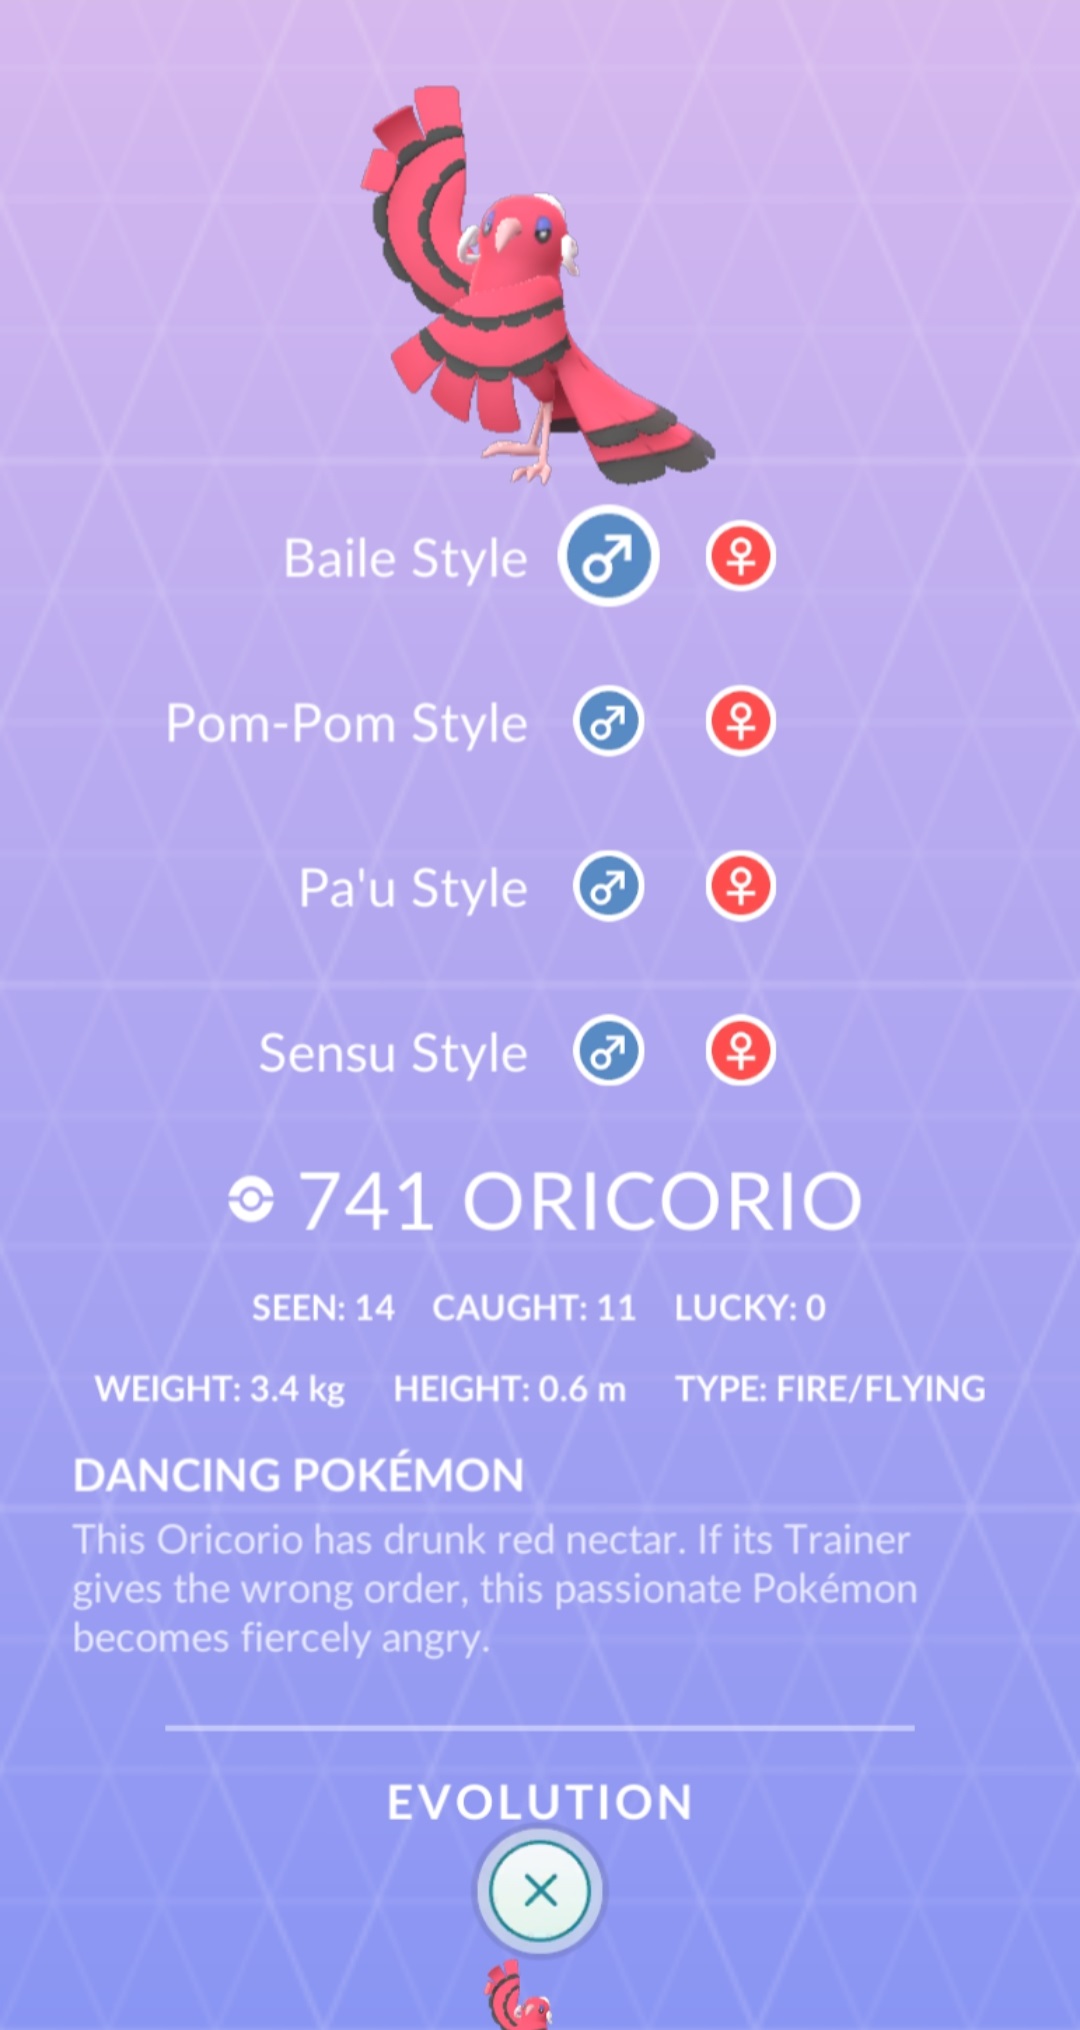 Baile Style
Pom-Pom Style
Pa'u Style
Sensu Style
741 ORICORIO
SEEN: 14 CAUGHT: 11 LUCKY: 0
WEIGHT: 3.4 kg HEIGHT: 0.6 m TYPE: FIRE/FLYING
DANCING POKÉMON
This Oricorio has drunk red nectar. If its Trainer
gives the wrong order, this passionate Pokémon
becomes fiercely angry.
EVOLUTION